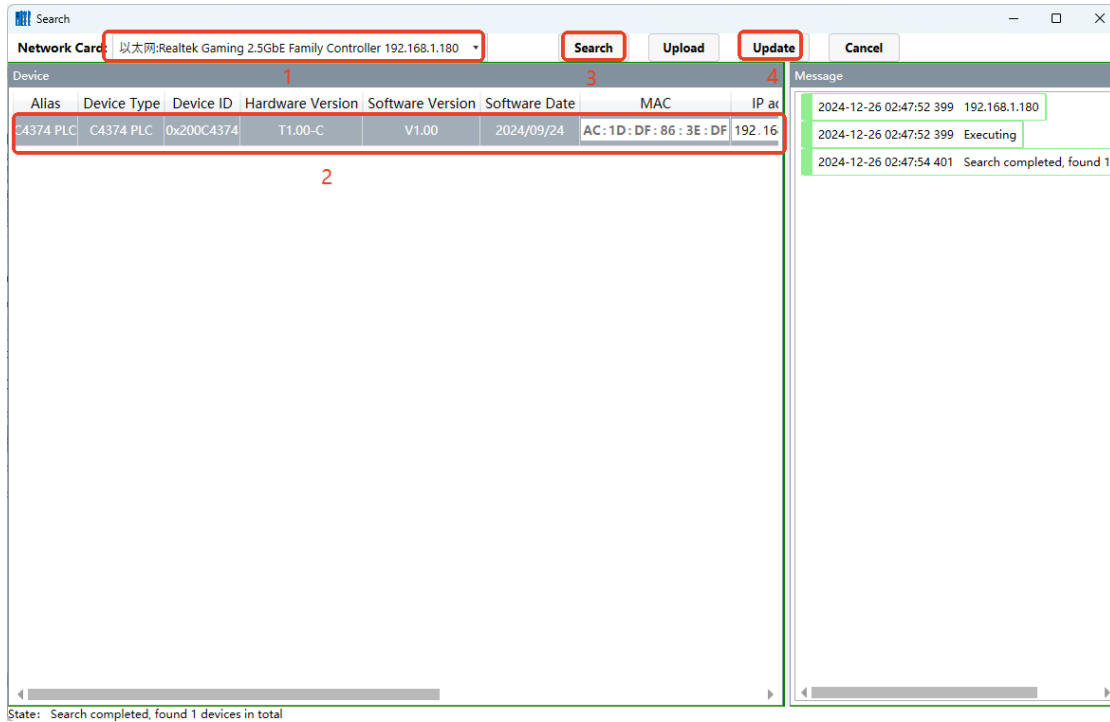 Search
Network Card: 以太网:Realtek Gaming 2.5GbE Family Controller 192.168.1.180 Search Upload Update Cancel
1 3 4
Device Message
Alias Device Type Device ID Hardware Version Software Version Software Date MAC IP ac
C4374 PLC C4374 PLC 0x200C4374 T1.00-C V1.00 2024/09/24 AC:1D:DF:86:3E:DF 192.16
2
2024-12-26 02:47:52 399 192.168.1.180
2024-12-26 02:47:52 399 Executing
2024-12-26 02:47:54 401 Search completed, found 1
State: Search completed, found 1 devices in total